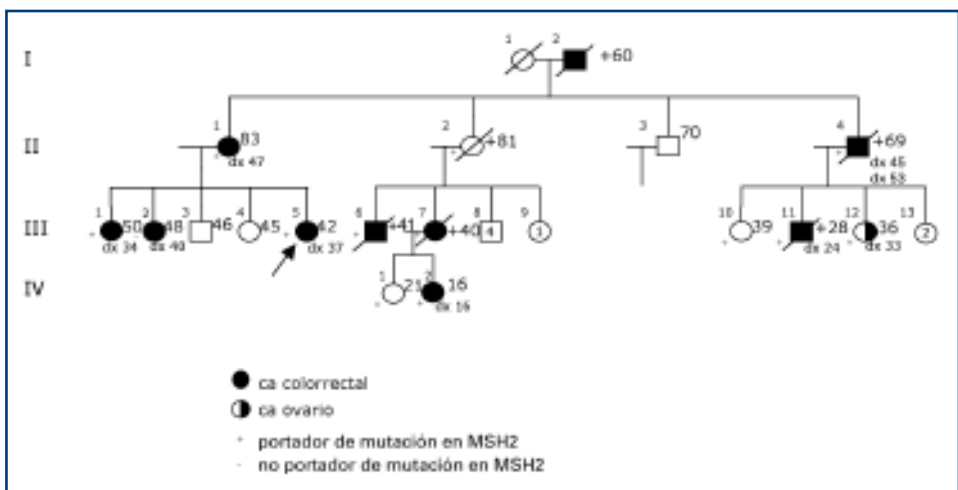 I 1 2 +60
II 1 83 2 +81 3 70 4 +69
dx 47 dx 45
dx 53
III 1 50 2 48 3 46 4 45 5 42 6 +41 7 +40 8 4 9 1 10 39 11 +28 12 36 13 2
dx 34 dx 40 dx 37 dx 24 dx 33
IV 1 21 2 16
dx 16
ca colorrectal
ca ovario
+ portador de mutación en MSH2
- no portador de mutación en MSH2